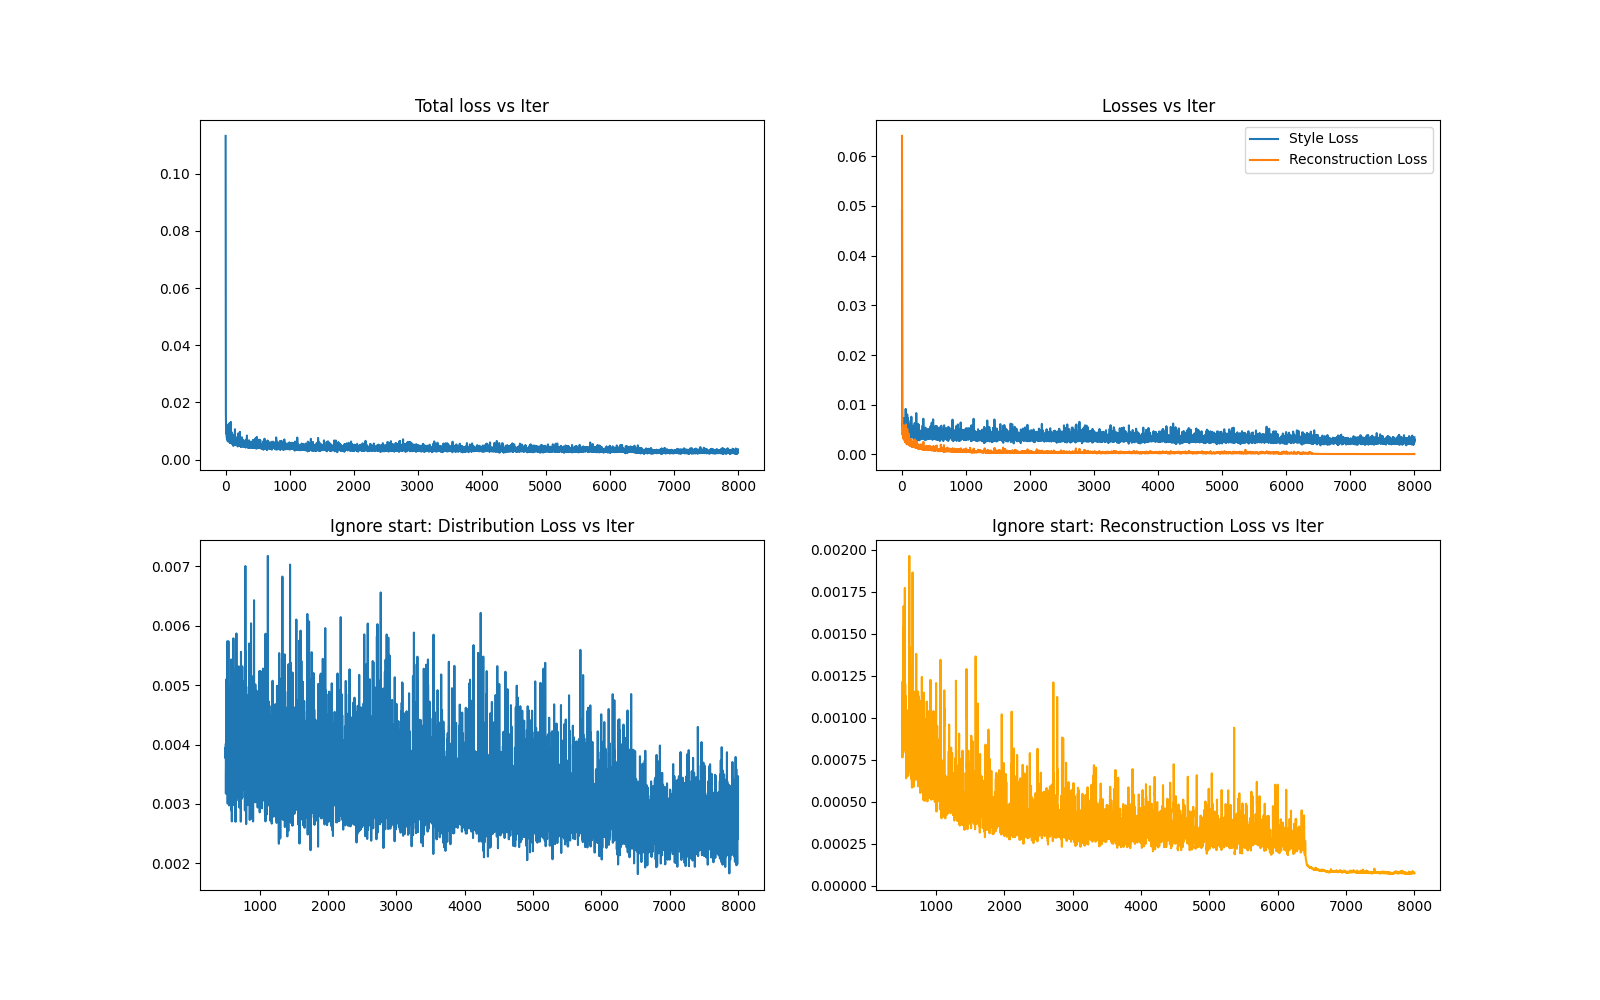 Total loss vs Iter
0.10
0.08
0.06
0.04
0.02
0.00
0 1000 2000 3000 4000 5000 6000 7000 8000
Losses vs Iter
Style Loss
Reconstruction Loss
0.06
0.05
0.04
0.03
0.02
0.01
0.00
0 1000 2000 3000 4000 5000 6000 7000 8000
Ignore start: Distribution Loss vs Iter
0.007
0.006
0.005
0.004
0.003
0.002
1000 2000 3000 4000 5000 6000 7000 8000
Ignore start: Reconstruction Loss vs Iter
0.00200
0.00175
0.00150
0.00125
0.00100
0.00075
0.00050
0.00025
0.00000
1000 2000 3000 4000 5000 6000 7000 8000